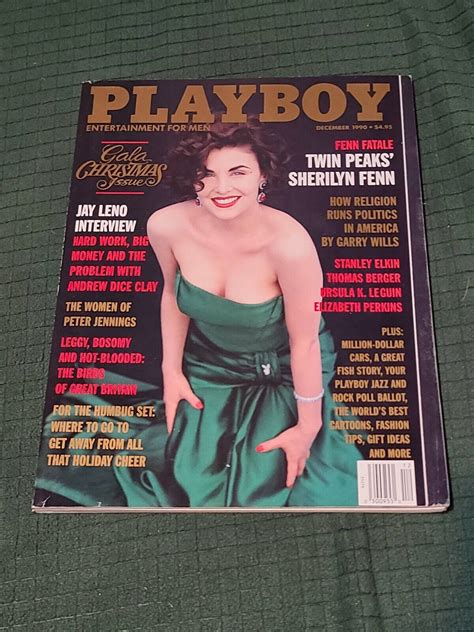 PLAYBOY
ENTERTAINMENT FOR MEN
DECEMBER 1990 • $4.95
Gala
CHRISTMAS
Issue
JAY LENO
INTERVIEW
HARD WORK, BIG
MONEY AND THE
PROBLEM WITH
ANDREW DICE CLAY
THE WOMEN OF
PETER JENNINGS
LEGGY, BOSOMY
AND HOT-BLOODED:
THE BIRDS
OF GREAT BRITAIN
FOR THE HUMBUG SET:
WHERE TO GO TO
GET AWAY FROM ALL
THAT HOLIDAY CHEER
FENN FATALE
TWIN PEAKS'
SHERILYN FENN
HOW RELIGION
RUNS POLITICS
IN AMERICA
BY GARRY WILLS
STANLEY ELKIN
THOMAS BERGER
URSULA K. LEGUIN
ELIZABETH PERKINS
PLUS:
MILLION-DOLLAR
CARS, A GREAT
FISH STORY, YOUR
PLAYBOY JAZZ AND
ROCK POLL BALLOT,
THE WORLD'S BEST
CARTOONS, FASHION
TIPS, GIFT IDEAS
AND MORE
12